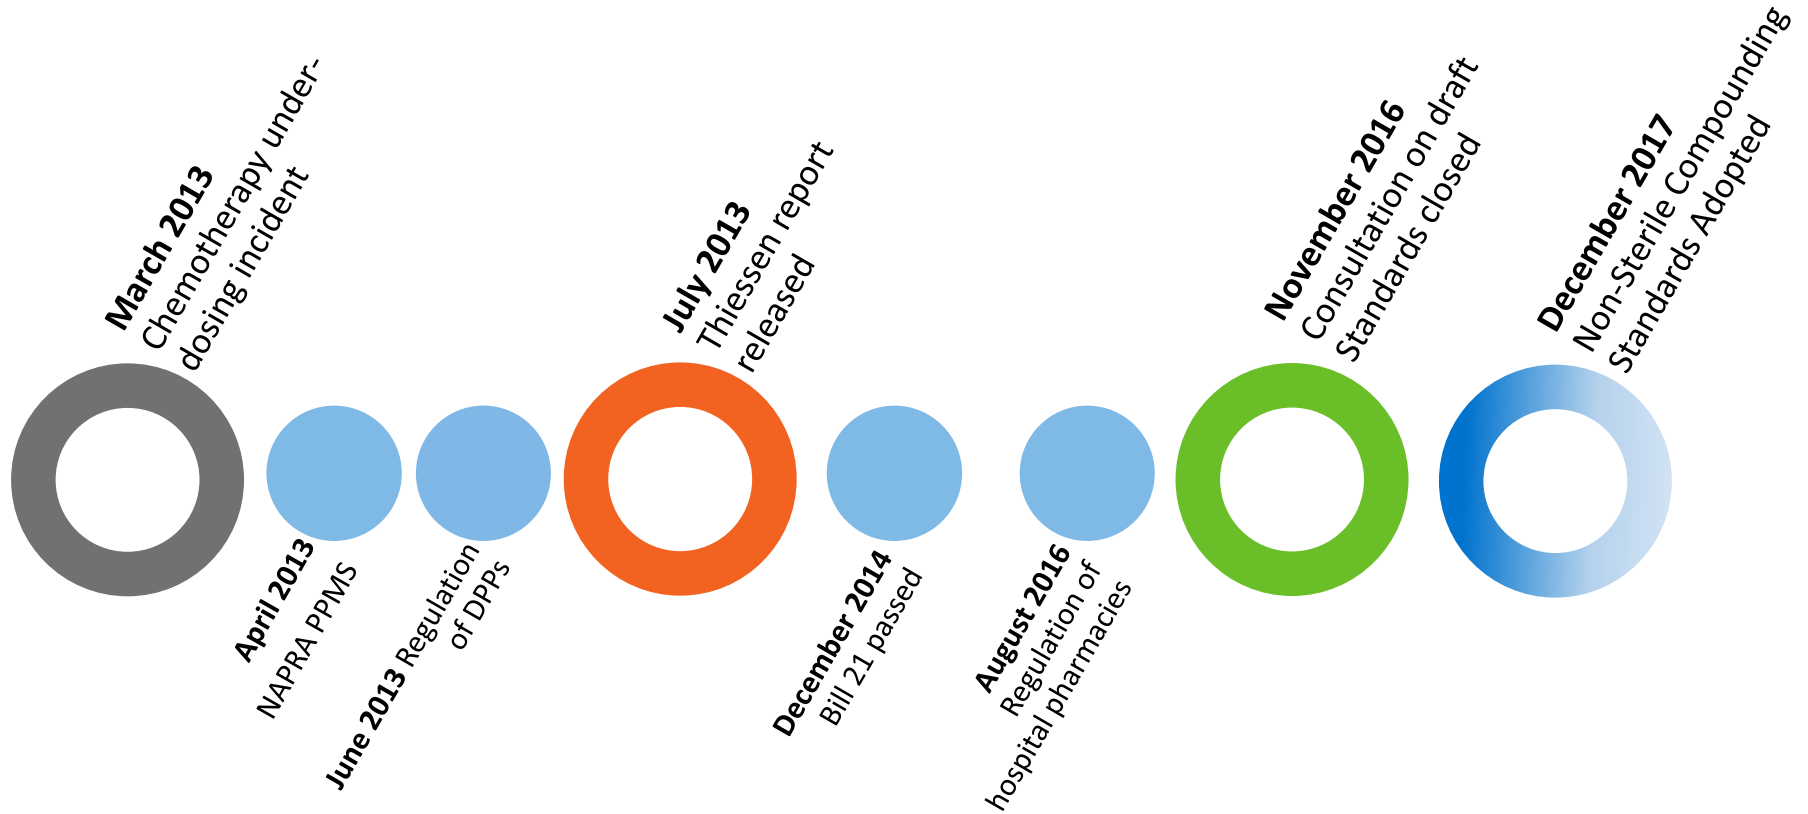 March 2013
Chemotherapy under-
dosing incident
April 2013
NAPRA PPMS
June 2013 Regulation
of DPPs
July 2013
Thiessen report
released
December 2014
Bill 21 passed
August 2016
Regulation of
hospital pharmacies
November 2016
Consultation on draft
Standards closed
December 2017
Non-Sterile Compounding
Standards Adopted